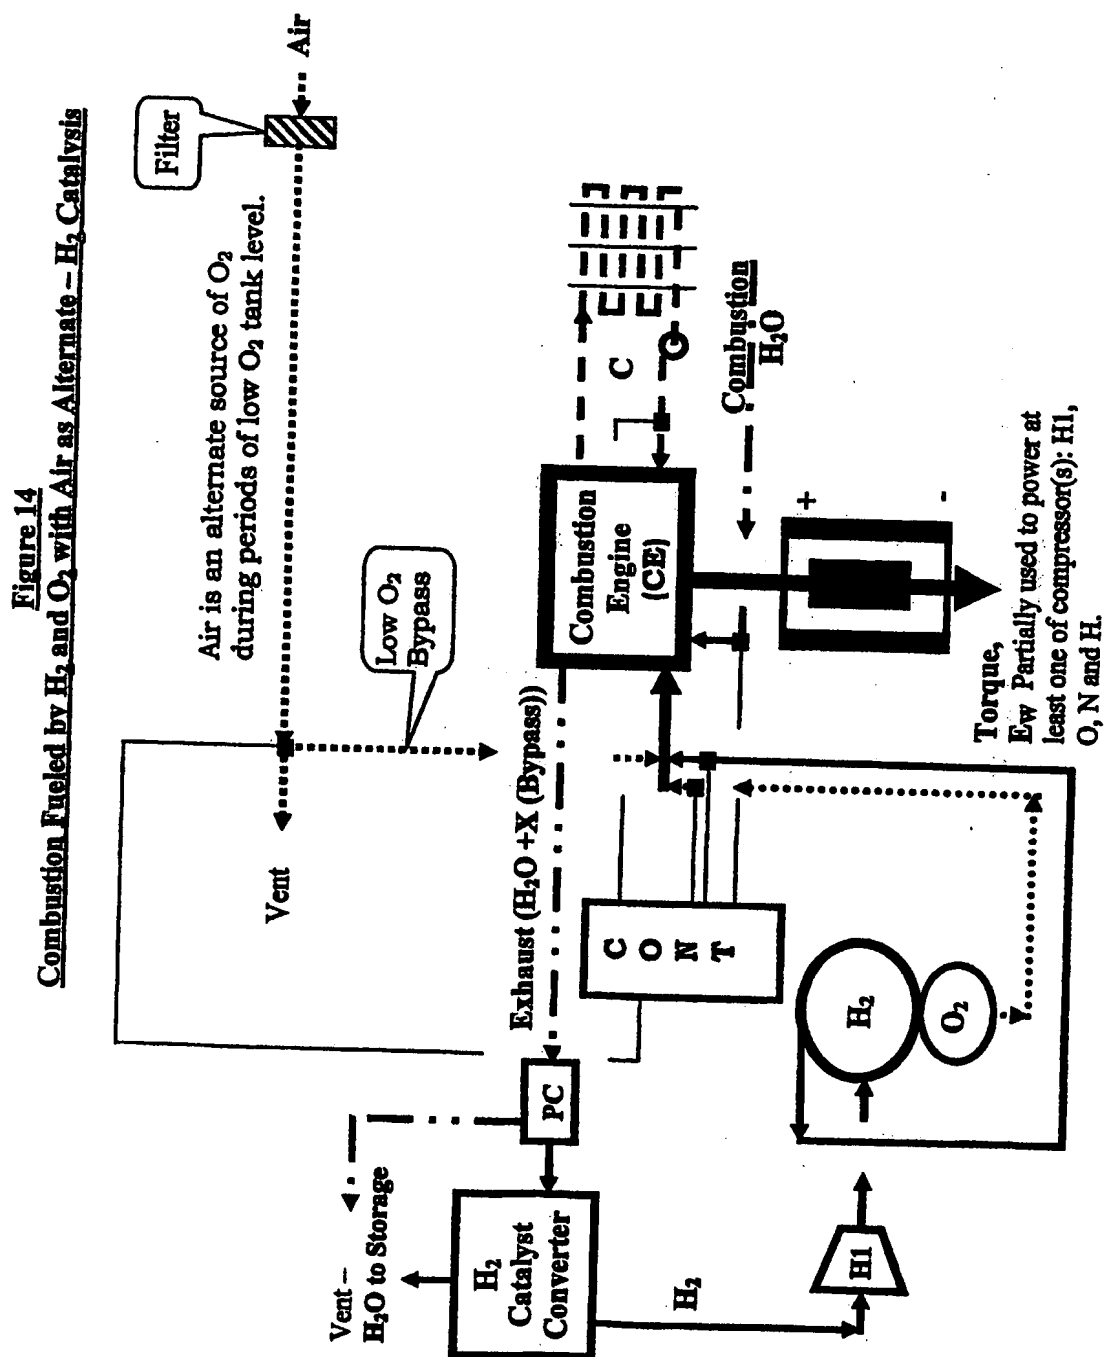 Figure 14
Combustion Fueled by H₂ and O₂ with Air as Alternate – H₂ Catalysis
Filter
Air
Air is an alternate source of O₂
during periods of low O₂ tank level.
Vent
Low O₂
Bypass
Vent –
H₂O to Storage
Exhaust (H₂O +X (Bypass))
PC
H₂
Catalyst
Converter
Combustion
Engine
(CE)
C
C
O
N
T
Combustion
H₂O
H₂
H₂
O₂
H1
+
-
Torque,
Ew Partially used to power at
least one of compressor(s): H1,
O, N and H.